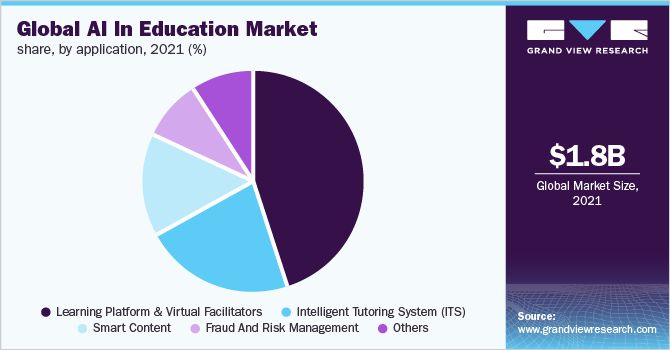 Global AI In Education Market
share, by application, 2021 (%)
Learning Platform & Virtual Facilitators
Intelligent Tutoring System (ITS)
Smart Content
Fraud And Risk Management
Others
GRAND VIEW RESEARCH
$1.8B
Global Market Size,
2021
Source:
www.grandviewresearch.com